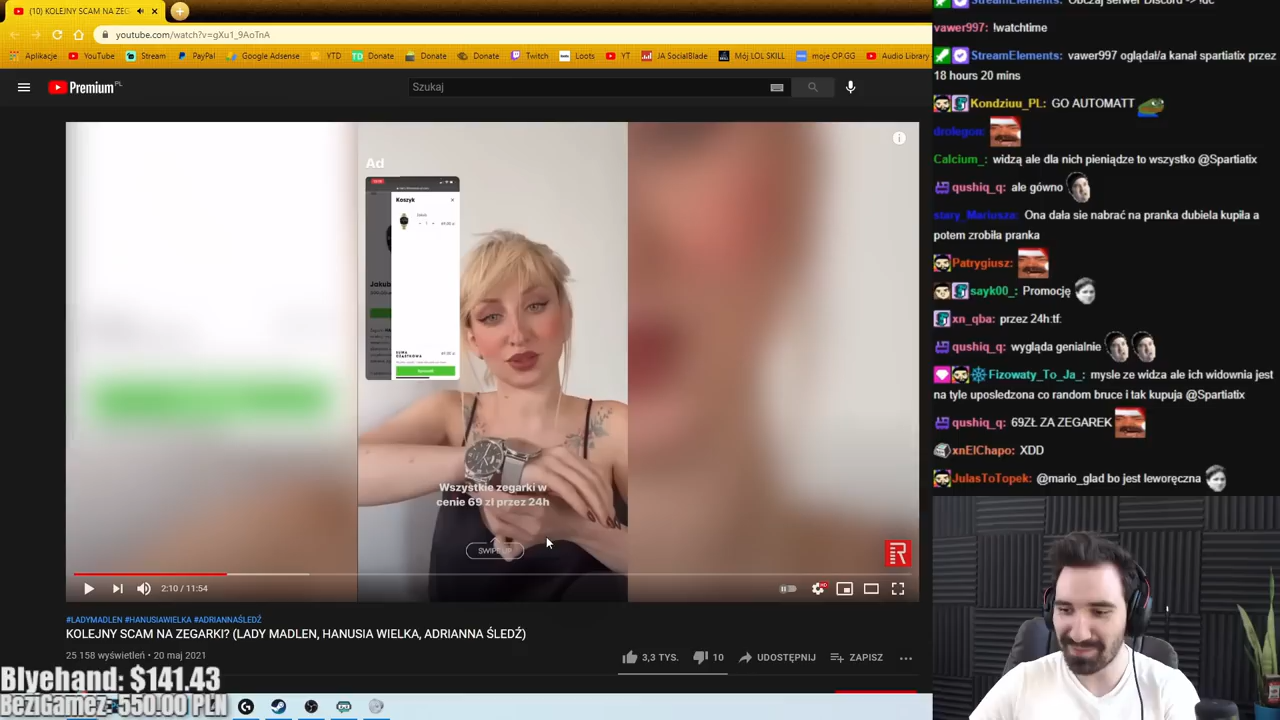 (10) KOLEJNY SCAM NA ZEG
youtube.com/watch?v=gXu1_9AoTnA
Aplikacje YouTube Stream PayPal Google Adsense YTD Donate Donate Donate Twitch Loots YT JA SocialBlade Mój LOL SKILL moje OP.GG Audio Library
Premium PL
Szukaj
Ad
Koszyk
Wszystkie zegarki w
cenie 69 zł przez 24h
2:10 / 11:54
#LADYMADLEN #HANUSIAWIELKA #ADRIANNAŚLEDŹ
KOLEJNY SCAM NA ZEGARKI? (LADY MADLEN, HANUSIA WIELKA, ADRIANNA ŚLEDŹ)
25 158 wyświetleń • 20 maj 2021
3,3 TYS. 10 UDOSTĘPNIJ ZAPISZ
Blyehand: $141.43
BeziGamez-550.00 PLN
StreamElements: Obczaj serwer Discord -> !dc
vawer997: !watchtime
StreamElements: vawer997 oglądał/a kanał spartiatix przez
18 hours 20 mins
Kondziuu_PL: GO AUTOMATT
drolegon:
Calcium_: widzą ale dla nich pieniądze to wszystko @Spartiatix
qushiq_q: ale gówno
stary_Mariusza: Ona dała sie nabrać na pranka dubiela kupiła a
potem zrobiła pranka
Patrygiusz:
sayk00_: Promocję
xn_qba: przez 24h:tf:
qushiq_q: wygląda genialnie
Fizowaty_To_Ja_: mysle ze widza ale ich widownia jest
na tyle uposledzona co random bruce i tak kupuja @Spartiatix
qushiq_q: 69ZŁ ZA ZEGAREK
xnElChapo: XDD
JulasToTopek: @mario_glad bo jest leworęczna